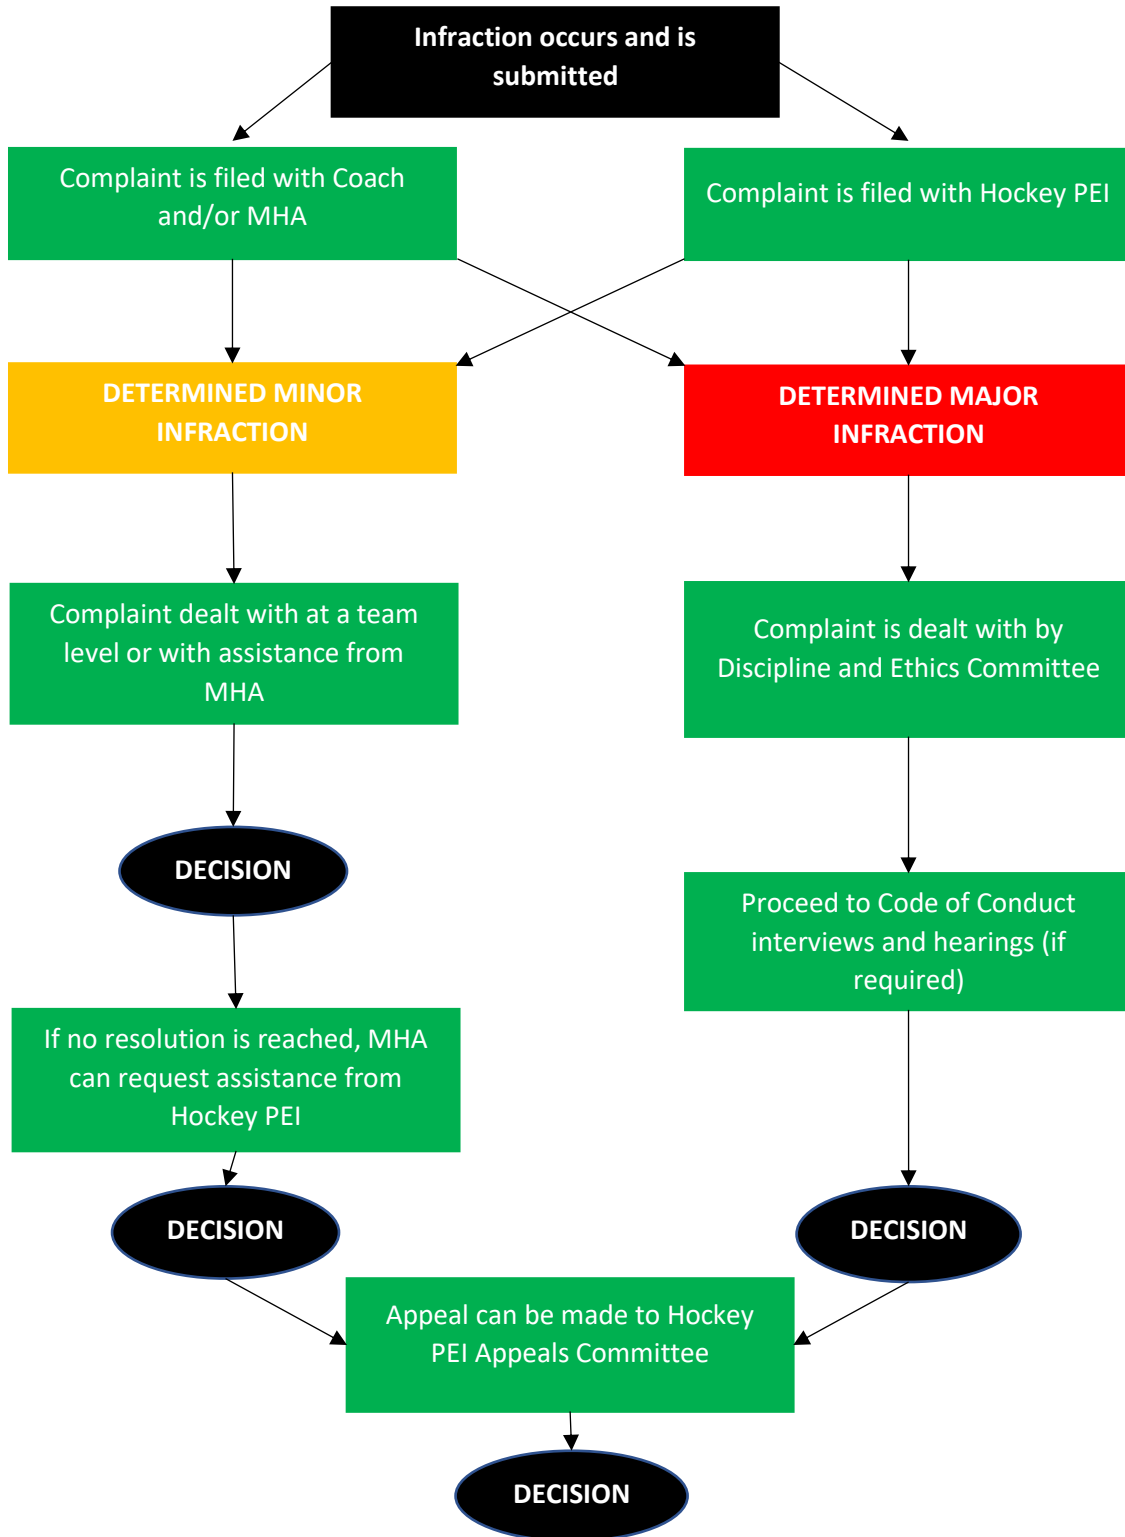 Infraction occurs and is
submitted
Complaint is filed with Coach
and/or MHA
Complaint is filed with Hockey PEI
DETERMINED MINOR
INFRACTION
DETERMINED MAJOR
INFRACTION
Complaint dealt with at a team
level or with assistance from
MHA
Complaint is dealt with by
Discipline and Ethics Committee
DECISION
Proceed to Code of Conduct
interviews and hearings (if
required)
If no resolution is reached, MHA
can request assistance from
Hockey PEI
DECISION
DECISION
Appeal can be made to Hockey
PEI Appeals Committee
DECISION